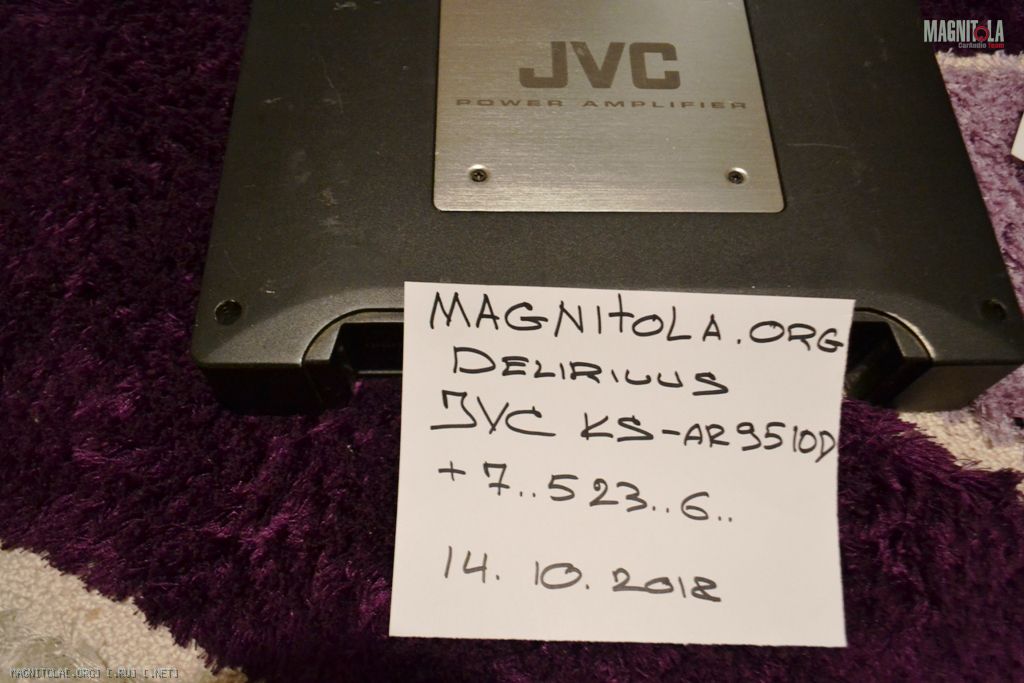 MAGNITOLA
CarAudio Team
JVC
POWER AMPLIFIER
MAGNITOLA.ORG
DELIRIUUS
JVC KS-AR9510D
+7..523..6..
14.10.2018
MAGNITOLA[.ORG] [.RU] [.NET]